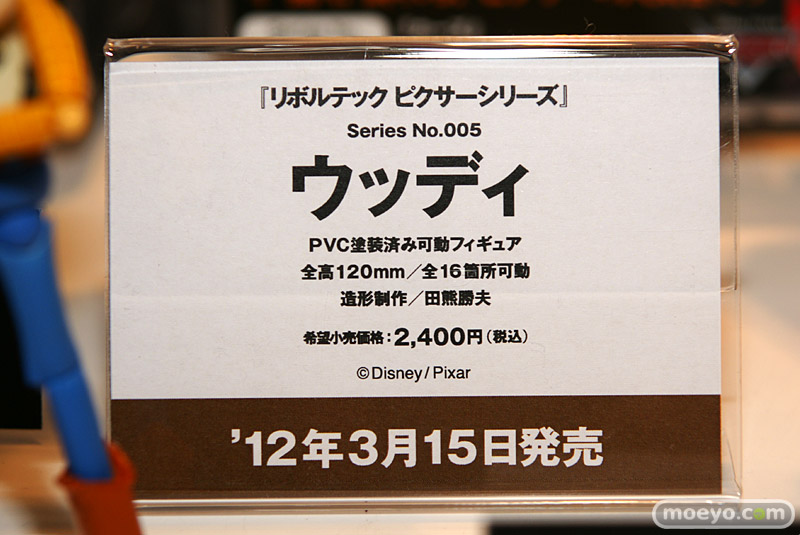 『リボルテック ピクサーシリーズ』
Series No.005
ウッディ
PVC塗装済み可動フィギュア
全高120mm／全16箇所可動
造形制作／田熊勝夫
希望小売価格：2,400円（税込）
©Disney/Pixar
’12年3月15日発売
moeyo.com